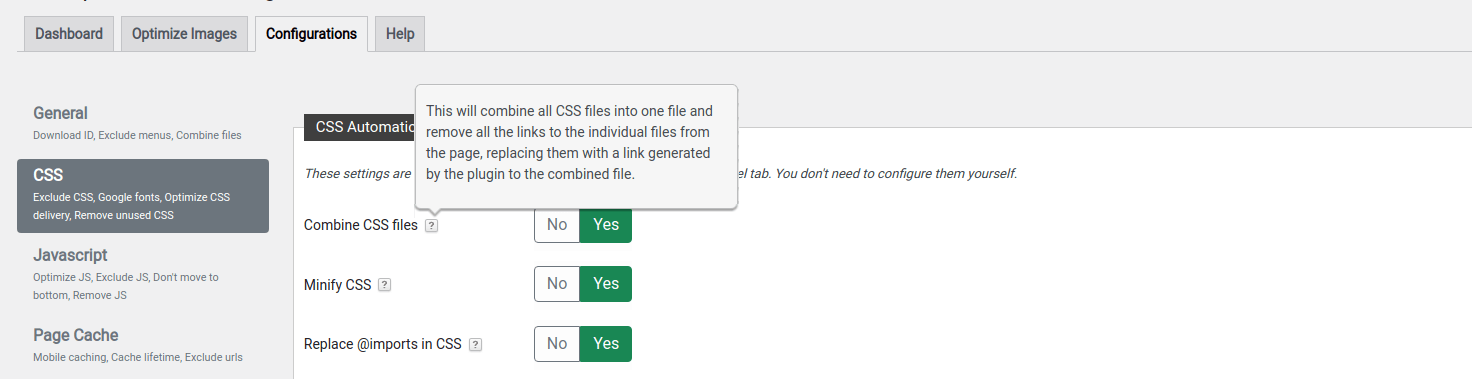 Dashboard
Optimize Images
Configurations
Help
General
Download ID, Exclude menus, Combine files
CSS
Exclude CSS, Google fonts, Optimize CSS
delivery, Remove unused CSS
Javascript
Optimize JS, Exclude JS, Don't move to
bottom, Remove JS
Page Cache
Mobile caching, Cache lifetime, Exclude urls
This will combine all CSS files into one file and
remove all the links to the individual files from
the page, replacing them with a link generated
by the plugin to the combined file.
CSS Automatic
These settings are
tab. You don't need to configure them yourself.
Combine CSS files ?
No Yes
Minify CSS ?
No Yes
Replace @imports in CSS ?
No Yes